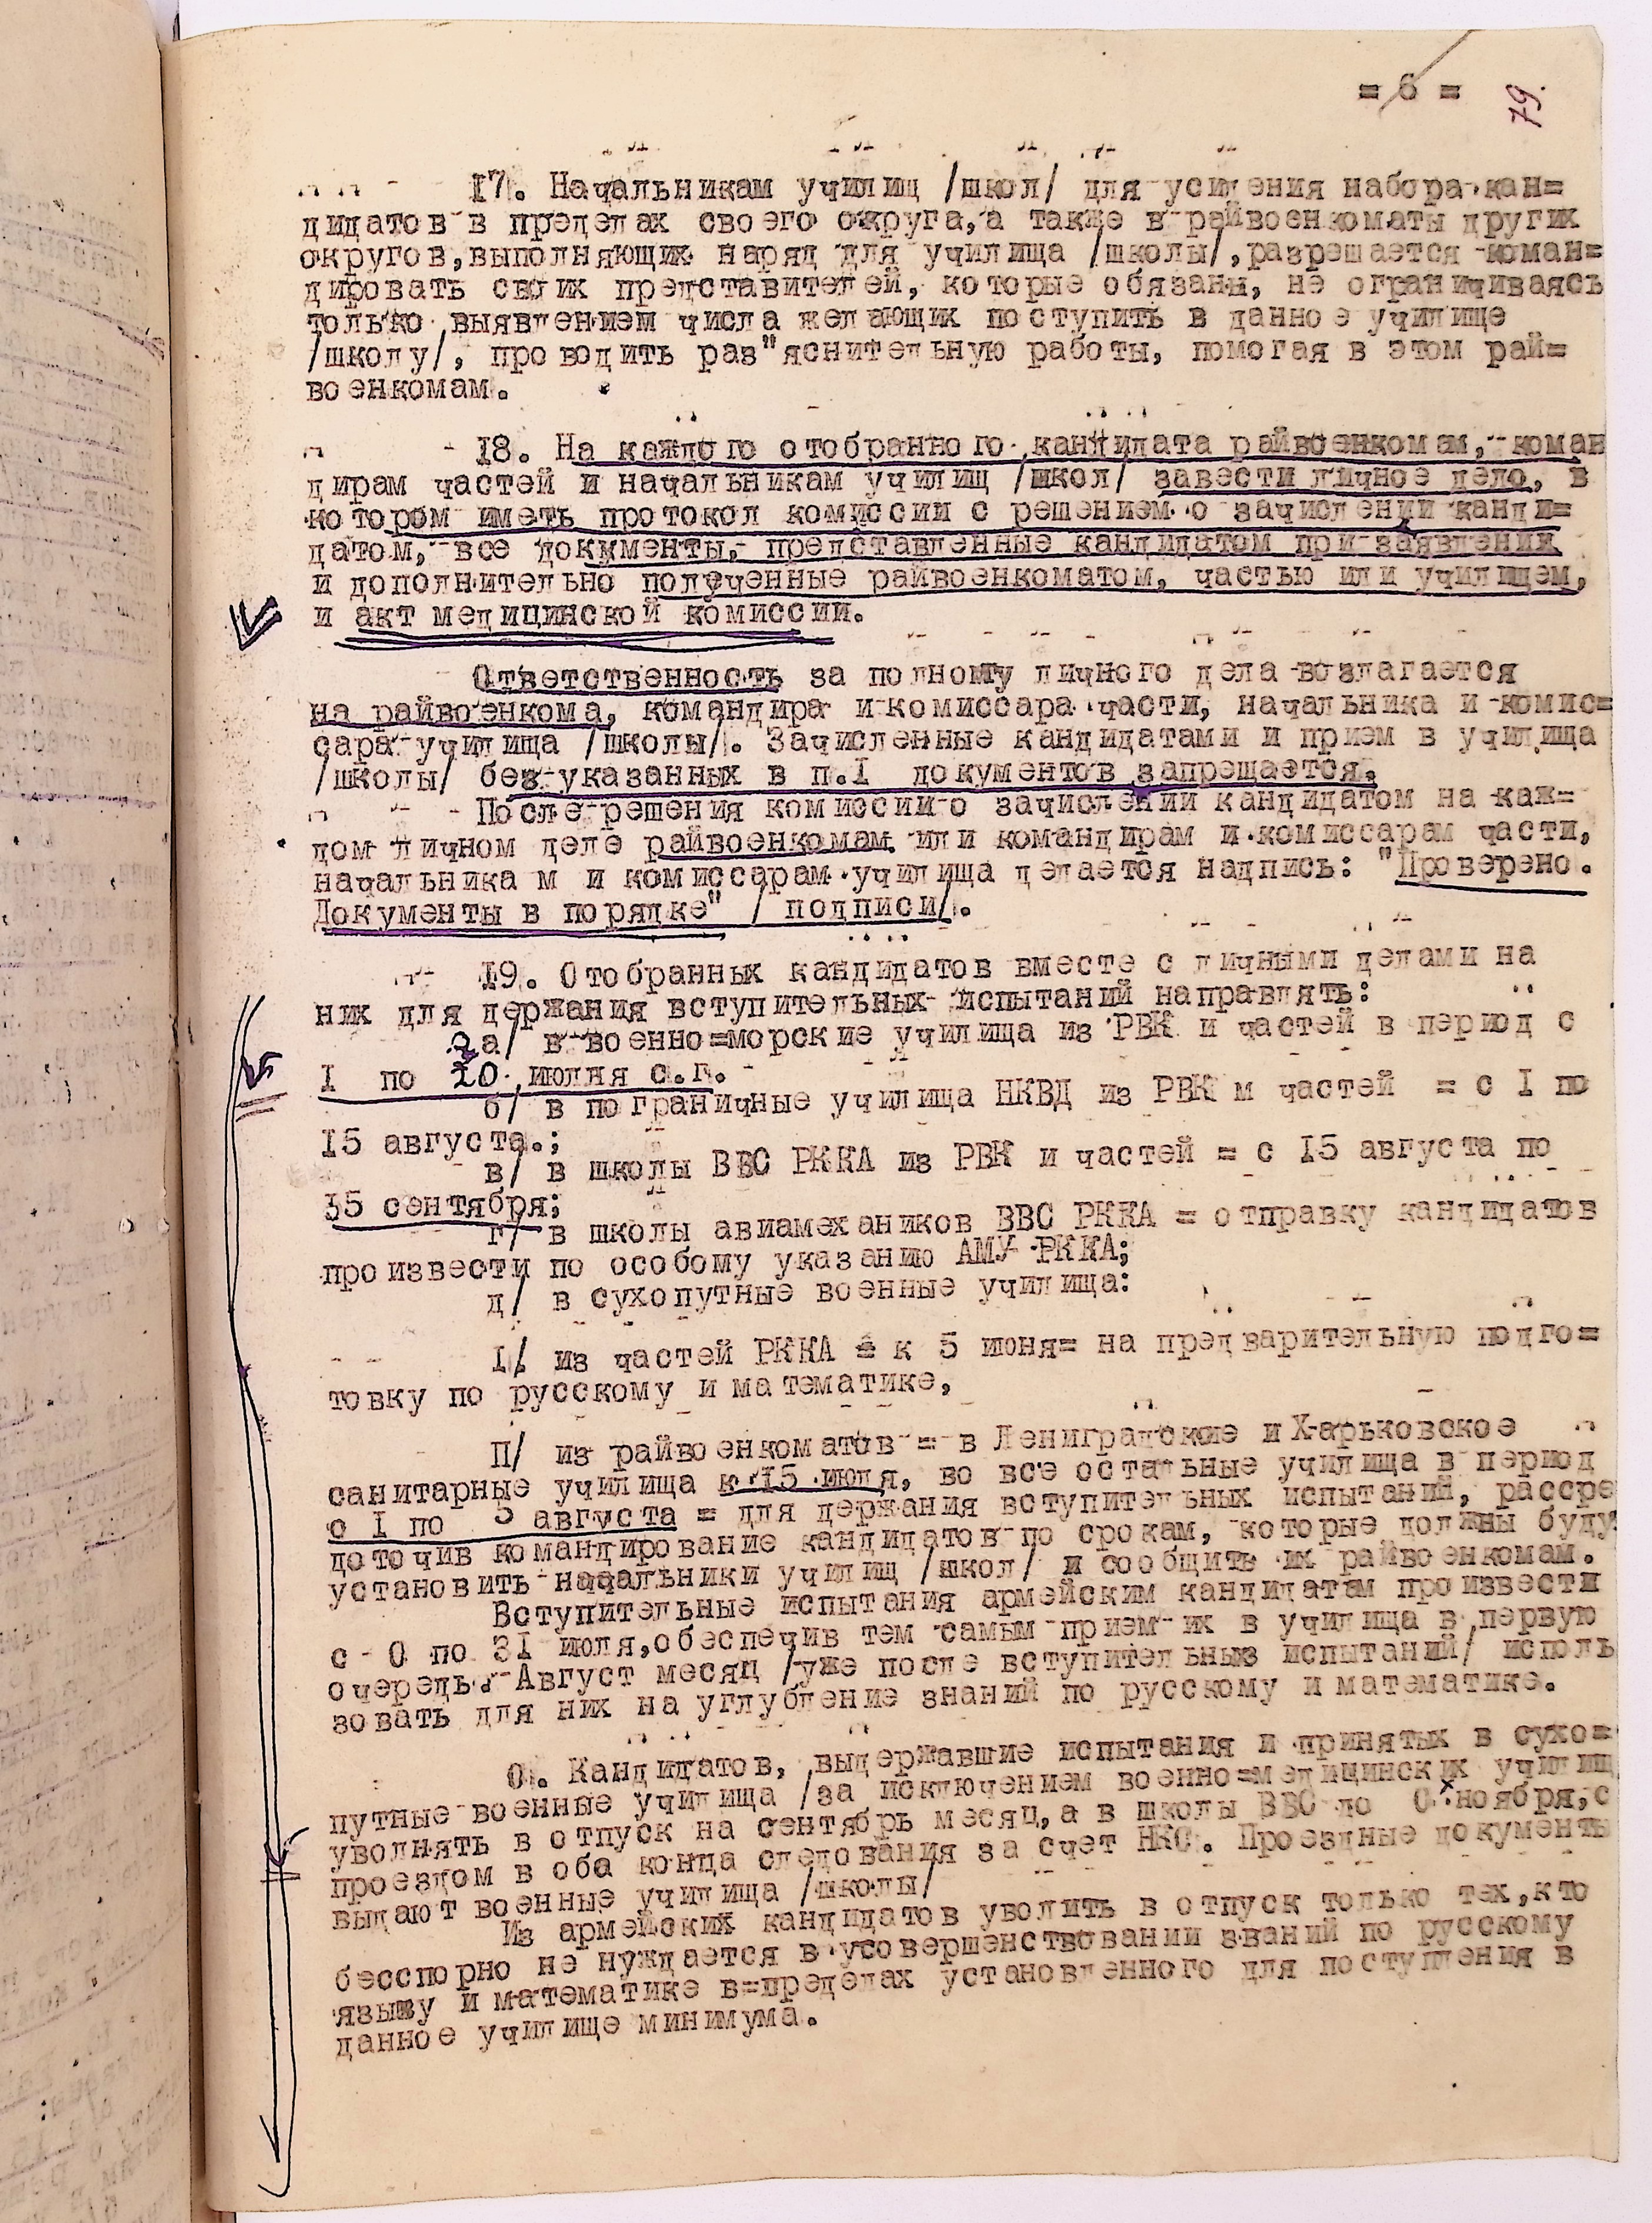 = 6 =
79.
17. Начальникам училищ /школ/ для усиления набора кан=
дидатов в пределах своего округа, а также в райвоенкоматы других
округов, выполняющих наряд для училища /школы/, разрешается коман=
дировать своих представителей, которые обязаны, не ограничиваясь
только выявлением числа желающих поступить в данное училище
/школу/, проводить раз"яснительную работы, помогая в этом рай=
военкомам.
18. На каждого отобранного кандидата райвоенкомам, коман
дирам частей и начальникам училищ /школ/ завести личное дело, в
котором иметь протокол комиссии с решением о зачислении канди=
датом, все документы, представленные кандидатом при заявлении
и дополнительно полученные райвоенкоматом, частью или училищем,
и акт медицинской комиссии.
Ответственность за полному личного дела возлагается
на райвоенкома, командира и комиссара части, начальника и комис=
сара училища /школы/. Зачисленные кандидатами и прием в училища
/школы/ без указанных в п.I документов запрещается.
После решения комиссии о зачислении кандидатом на каж=
дом личном деле райвоенкомам или командирам и комиссарам части,
начальника м и комиссарам училища делается надпись: "Проверено.
Документы в порядке" / подписи/.
19. Отобранных кандидатов вместе с личными делами на
них для держания вступительных испытаний направлять:
а/ в военно=морские училища из РВК и частей в период с
I по 20 июлля с.г.
б/ в пограничные училища НКВД из РВК м частей = с I по
15 августа.;
в/ в школы ВВС РККА из РВК и частей = с 15 августа по
15 сентября;
г/ в школы авиамехаников ВВС РККА = отправку кандидатов
произвести по особому указанию АМУ РККА;
д/ в сухопутные военные училища:
I/ из частей РККА = к 5 июня= на предварительную подго=
товку по русскому и математике,
П/ из райвоенкоматов = в Лениградские и Харьковское
санитарные училища к 15 июля, во все остальные училища в период
с I по 5 августа = для держания вступительных испытаний, рассре
доточив командирование кандидатов по срокам, которые должны буду
установить начальники училищ /школ/ и сообщить их райвоенкомам.
Вступительные испытания армейским кандидатам произвести
с 0 по 31 июля, обеспечив тем самым прием их в училища в первую
очередь. Август месяц /уже после вступительных испытаний/ исполь
зовать для них на углубление знаний по русскому и математике.
0. Кандидатов, выдержавшие испытания и принятых в сухо=
путные военные училища /за исключением военно=медицинских училищ
уволнять в отпуск на сентябрь месяц, а в школы ВВС до 0 ноября, с
проездом в оба конца следования за счет НКО. Проездные документы
выдают военные училища /школы/
Из армейских кандидатов уволить в отпуск только тех, кто
бесспорно не нуждается в усовершенствовании званий по русскому
языку и математике в=пределах установленного для поступления в
данное училище минимума.